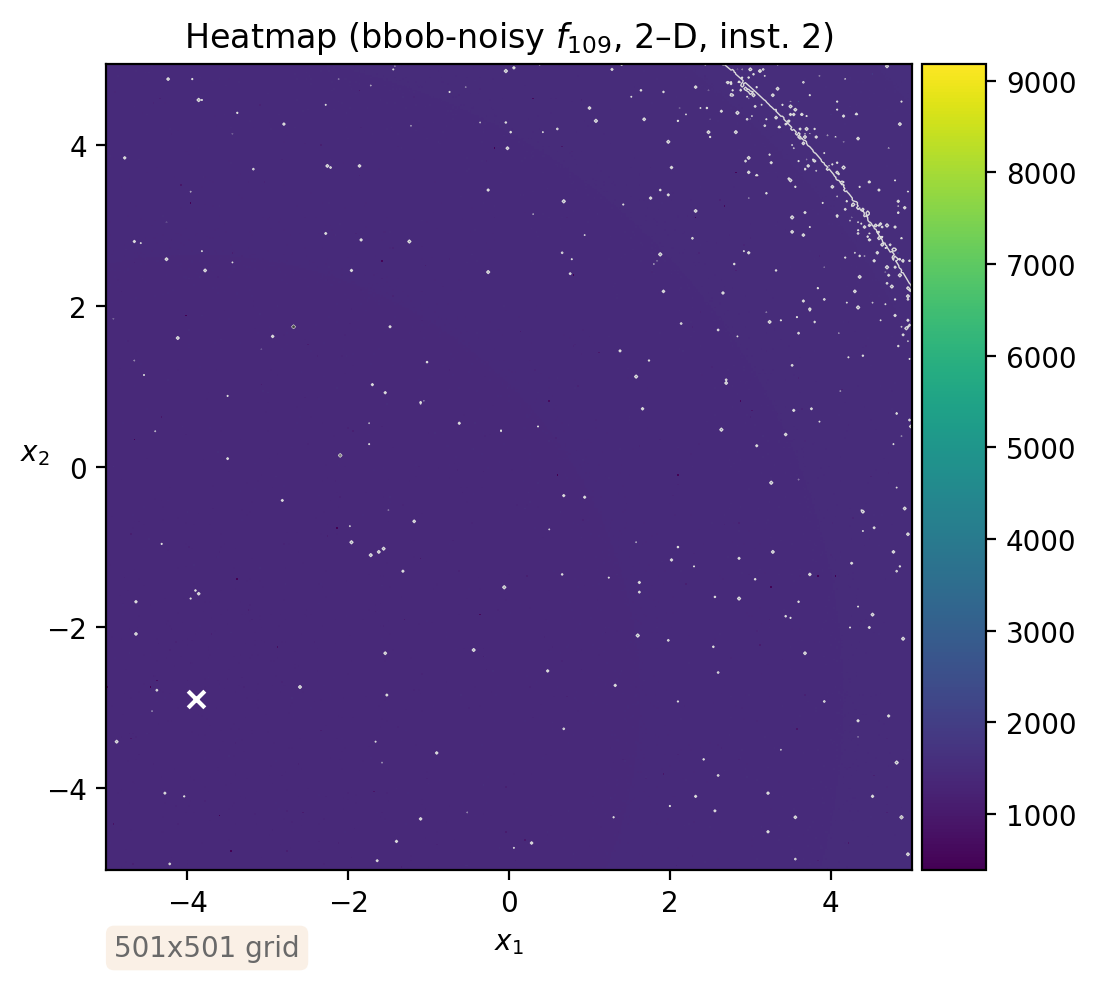 Heatmap (bbob-noisy f₁₀₉, 2–D, inst. 2)
9000
8000
7000
6000
5000
4000
3000
2000
1000
4
2
0
−2
−4
x₂
−4 −2 0 2 4
x₁
501x501 grid